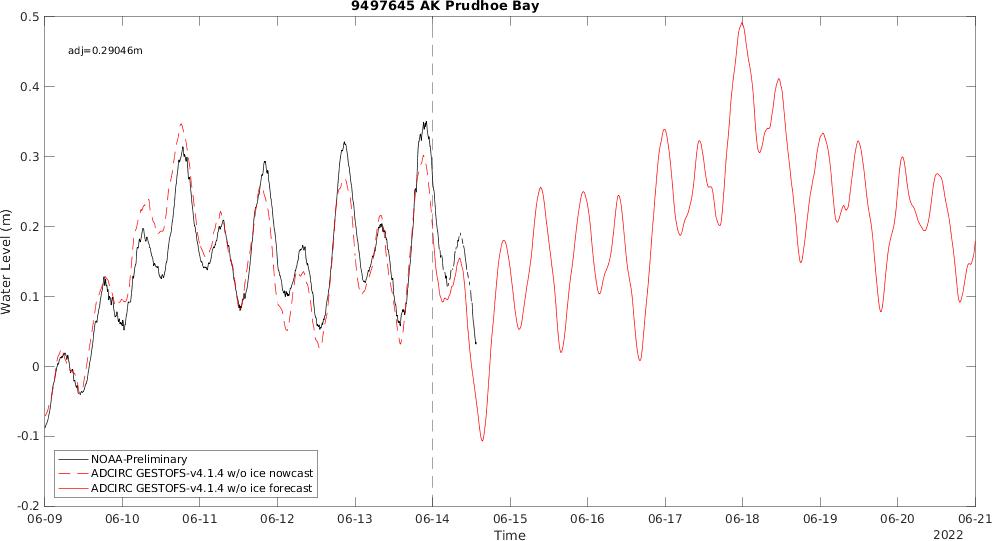 9497645 AK Prudhoe Bay
adj=0.29046m
Water Level (m)
0.5
0.4
0.3
0.2
0.1
0
-0.1
-0.2
NOAA-Preliminary
ADCIRC GESTOFS-v4.1.4 w/o ice nowcast
ADCIRC GESTOFS-v4.1.4 w/o ice forecast
06-09 06-10 06-11 06-12 06-13 06-14 06-15 06-16 06-17 06-18 06-19 06-20 06-21
Time
2022